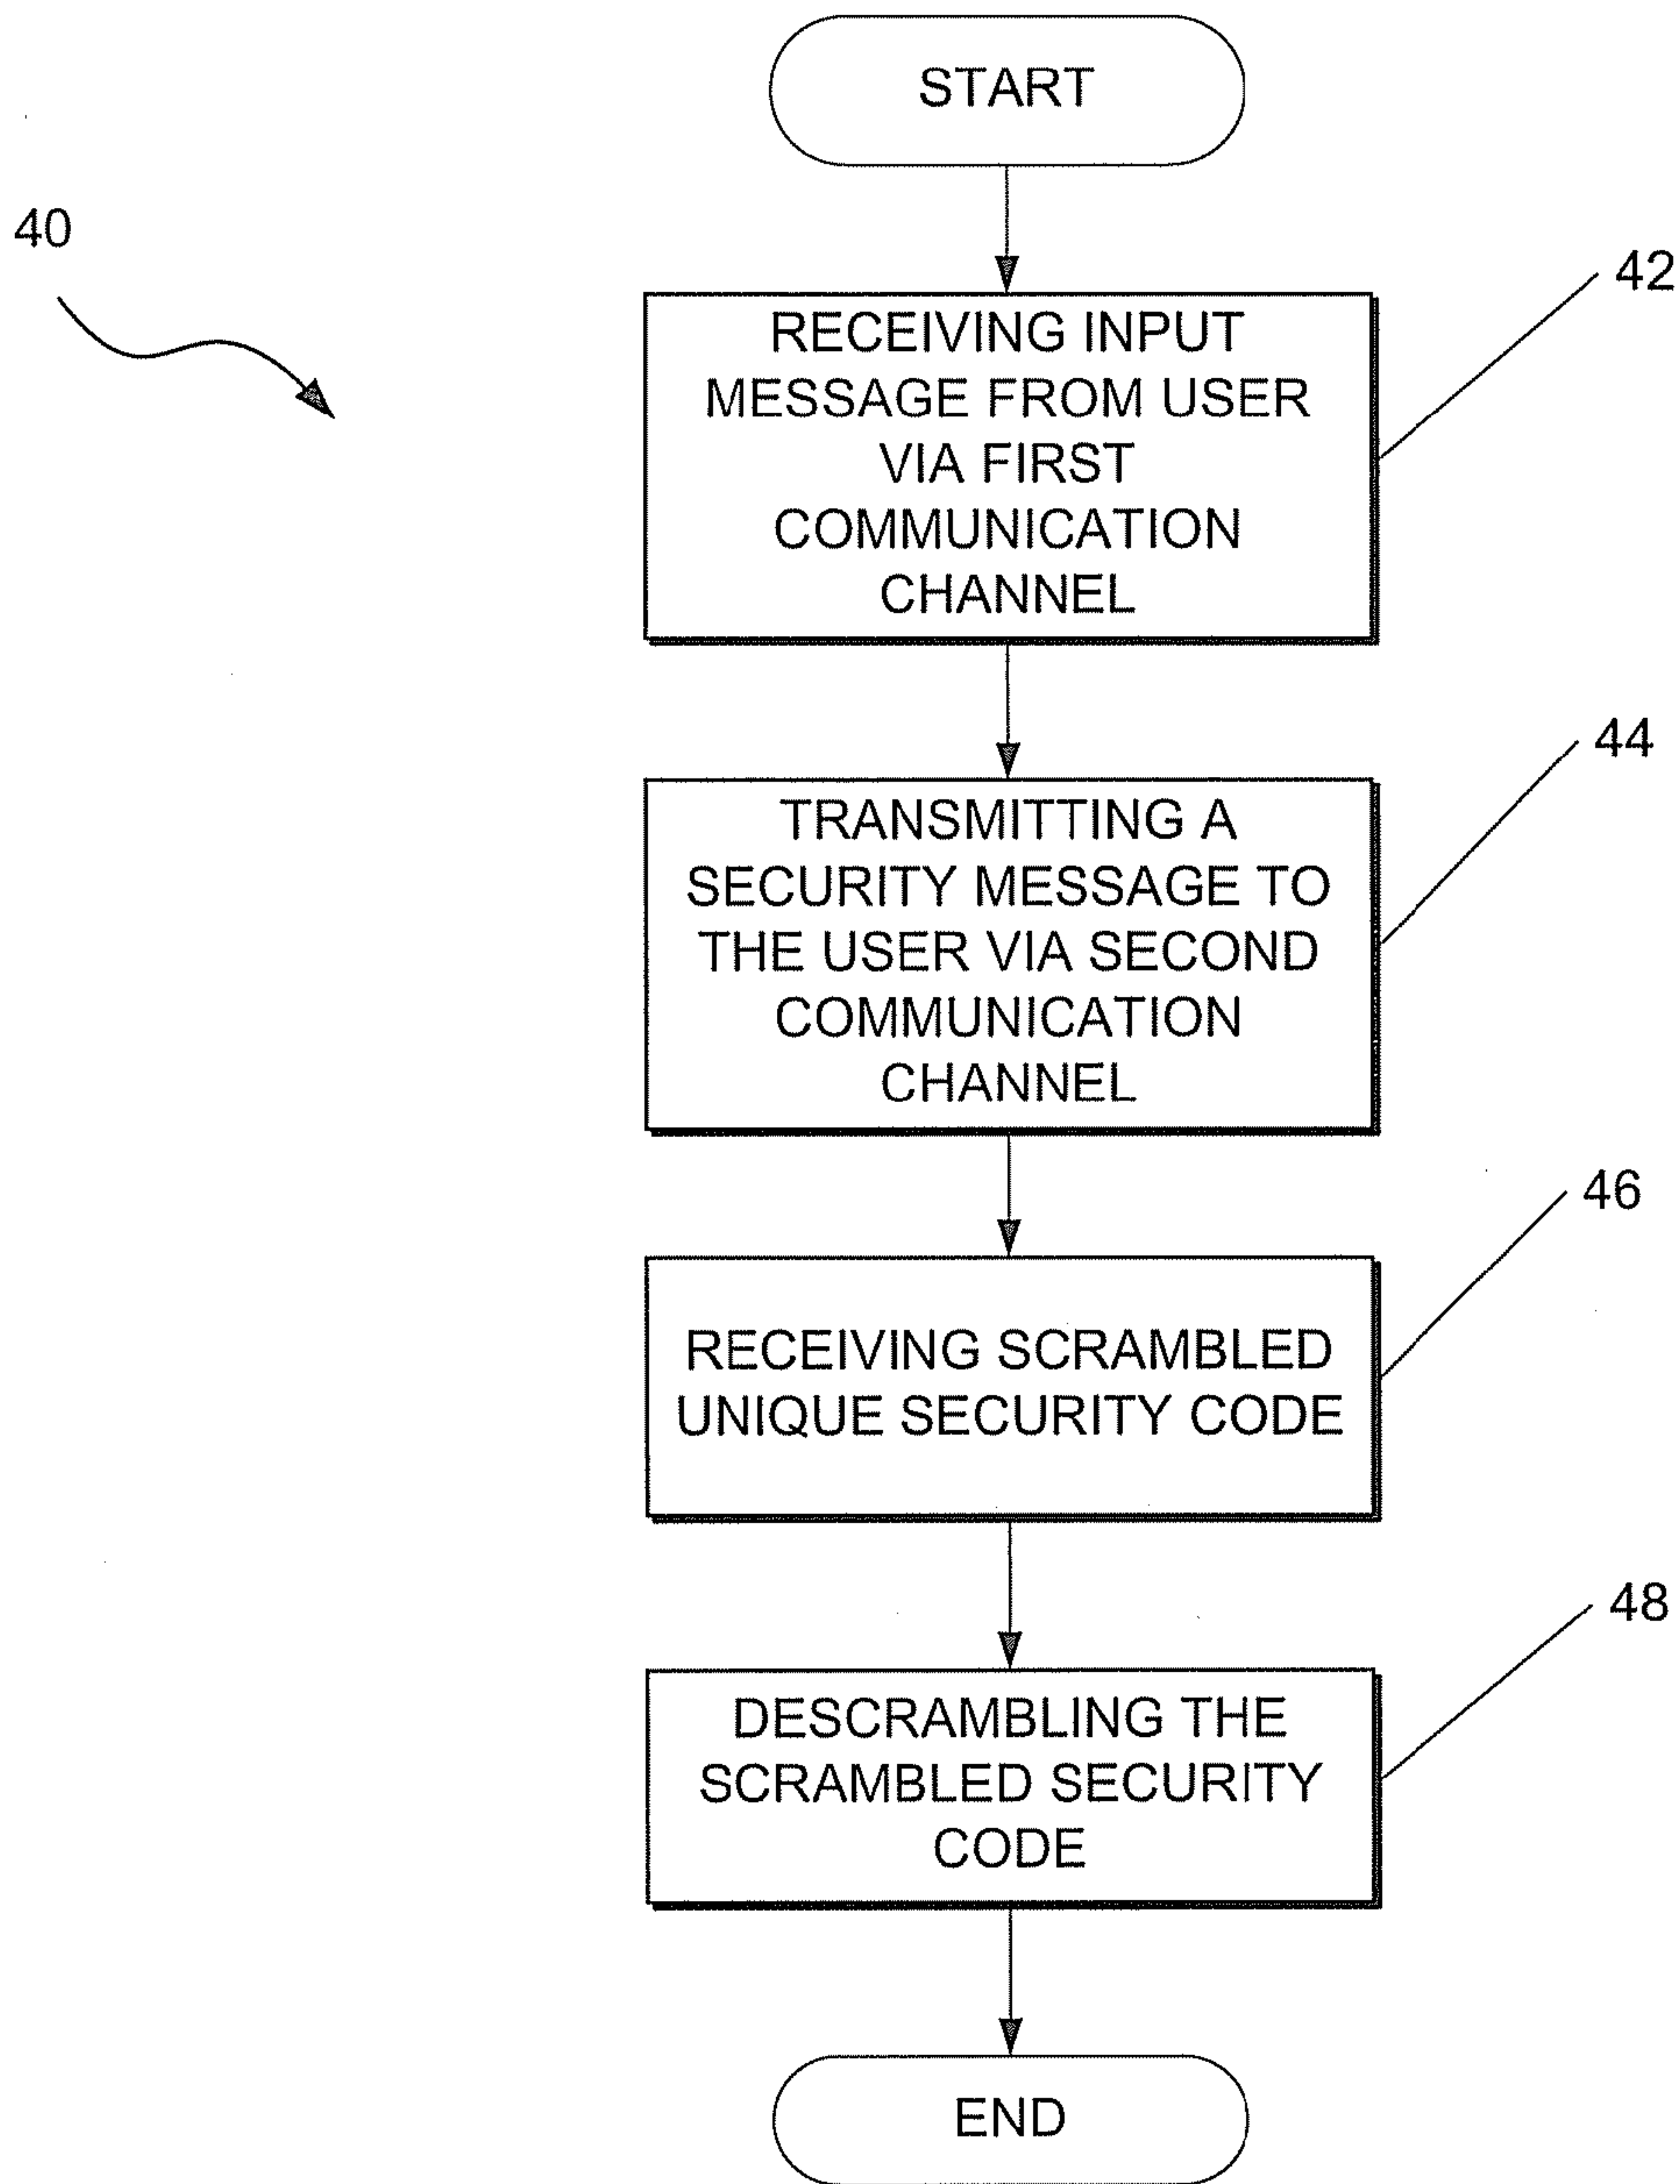 START
40
42
RECEIVING INPUT
MESSAGE FROM USER
VIA FIRST
COMMUNICATION
CHANNEL
44
TRANSMITTING A
SECURITY MESSAGE TO
THE USER VIA SECOND
COMMUNICATION
CHANNEL
46
RECEIVING SCRAMBLED
UNIQUE SECURITY CODE
48
DESCRAMBLING THE
SCRAMBLED SECURITY
CODE
END